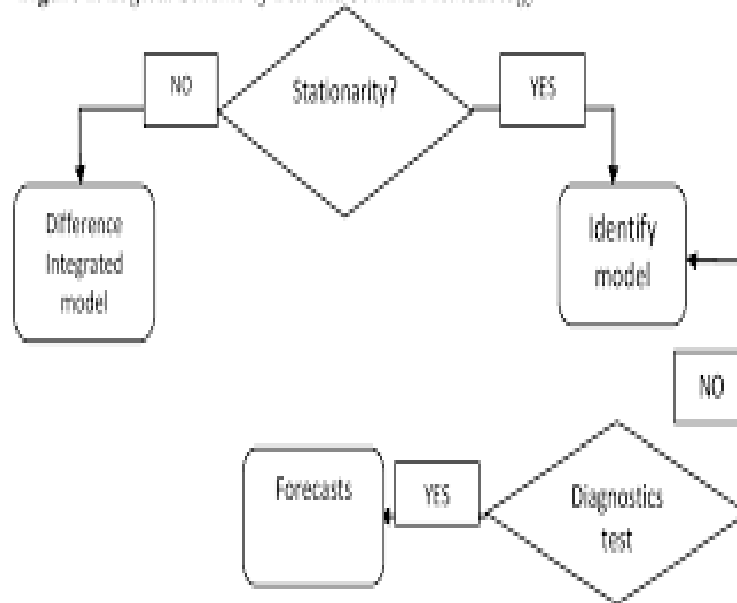 NO
Stationarity?
YES
Difference
Integrated
model
Identify
model
NO
Forecasts
YES
Diagnostics
test